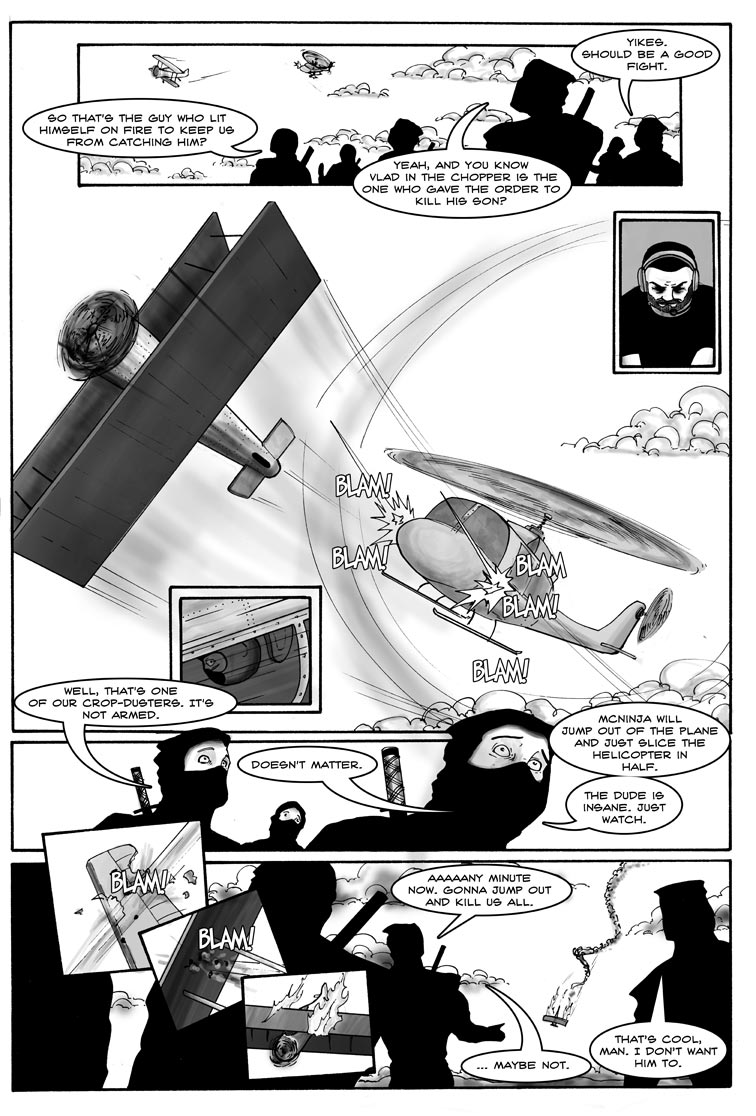 SO THAT'S THE GUY WHO LIT
HIMSELF ON FIRE TO KEEP US
FROM CATCHING HIM?
YEAH, AND YOU KNOW
VLAD IN THE CHOPPER IS THE
ONE WHO GAVE THE ORDER TO
KILL HIS SON?
YIKES.
SHOULD BE A GOOD
FIGHT.
BLAM!
BLAM!
BLAM
BLAM!
BLAM!
WELL, THAT'S ONE
OF OUR CROP-DUSTERS. IT'S
NOT ARMED.
DOESN'T MATTER.
MCNINJA WILL
JUMP OUT OF THE PLANE
AND JUST SLICE THE
HELICOPTER IN
HALF.
THE DUDE IS
INSANE. JUST
WATCH.
BLAM!
BLAM!
AAAAANY MINUTE
NOW. GONNA JUMP OUT
AND KILL US ALL.
... MAYBE NOT.
THAT'S COOL,
MAN. I DON'T WANT
HIM TO.